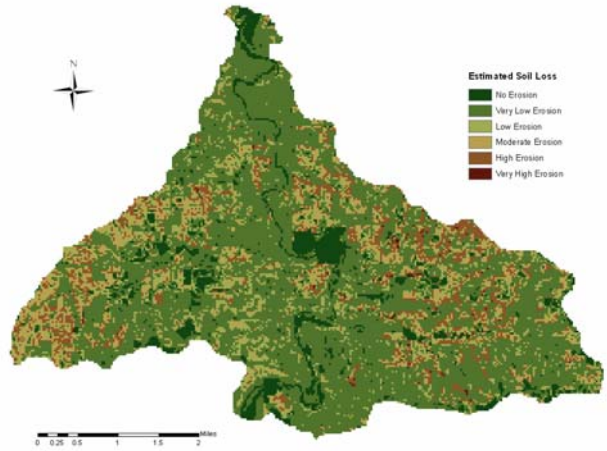 N
Estimated Soil Loss
No Erosion
Very Low Erosion
Low Erosion
Moderate Erosion
High Erosion
Very High Erosion
Miles
0 0.25 0.5 1 1.5 2